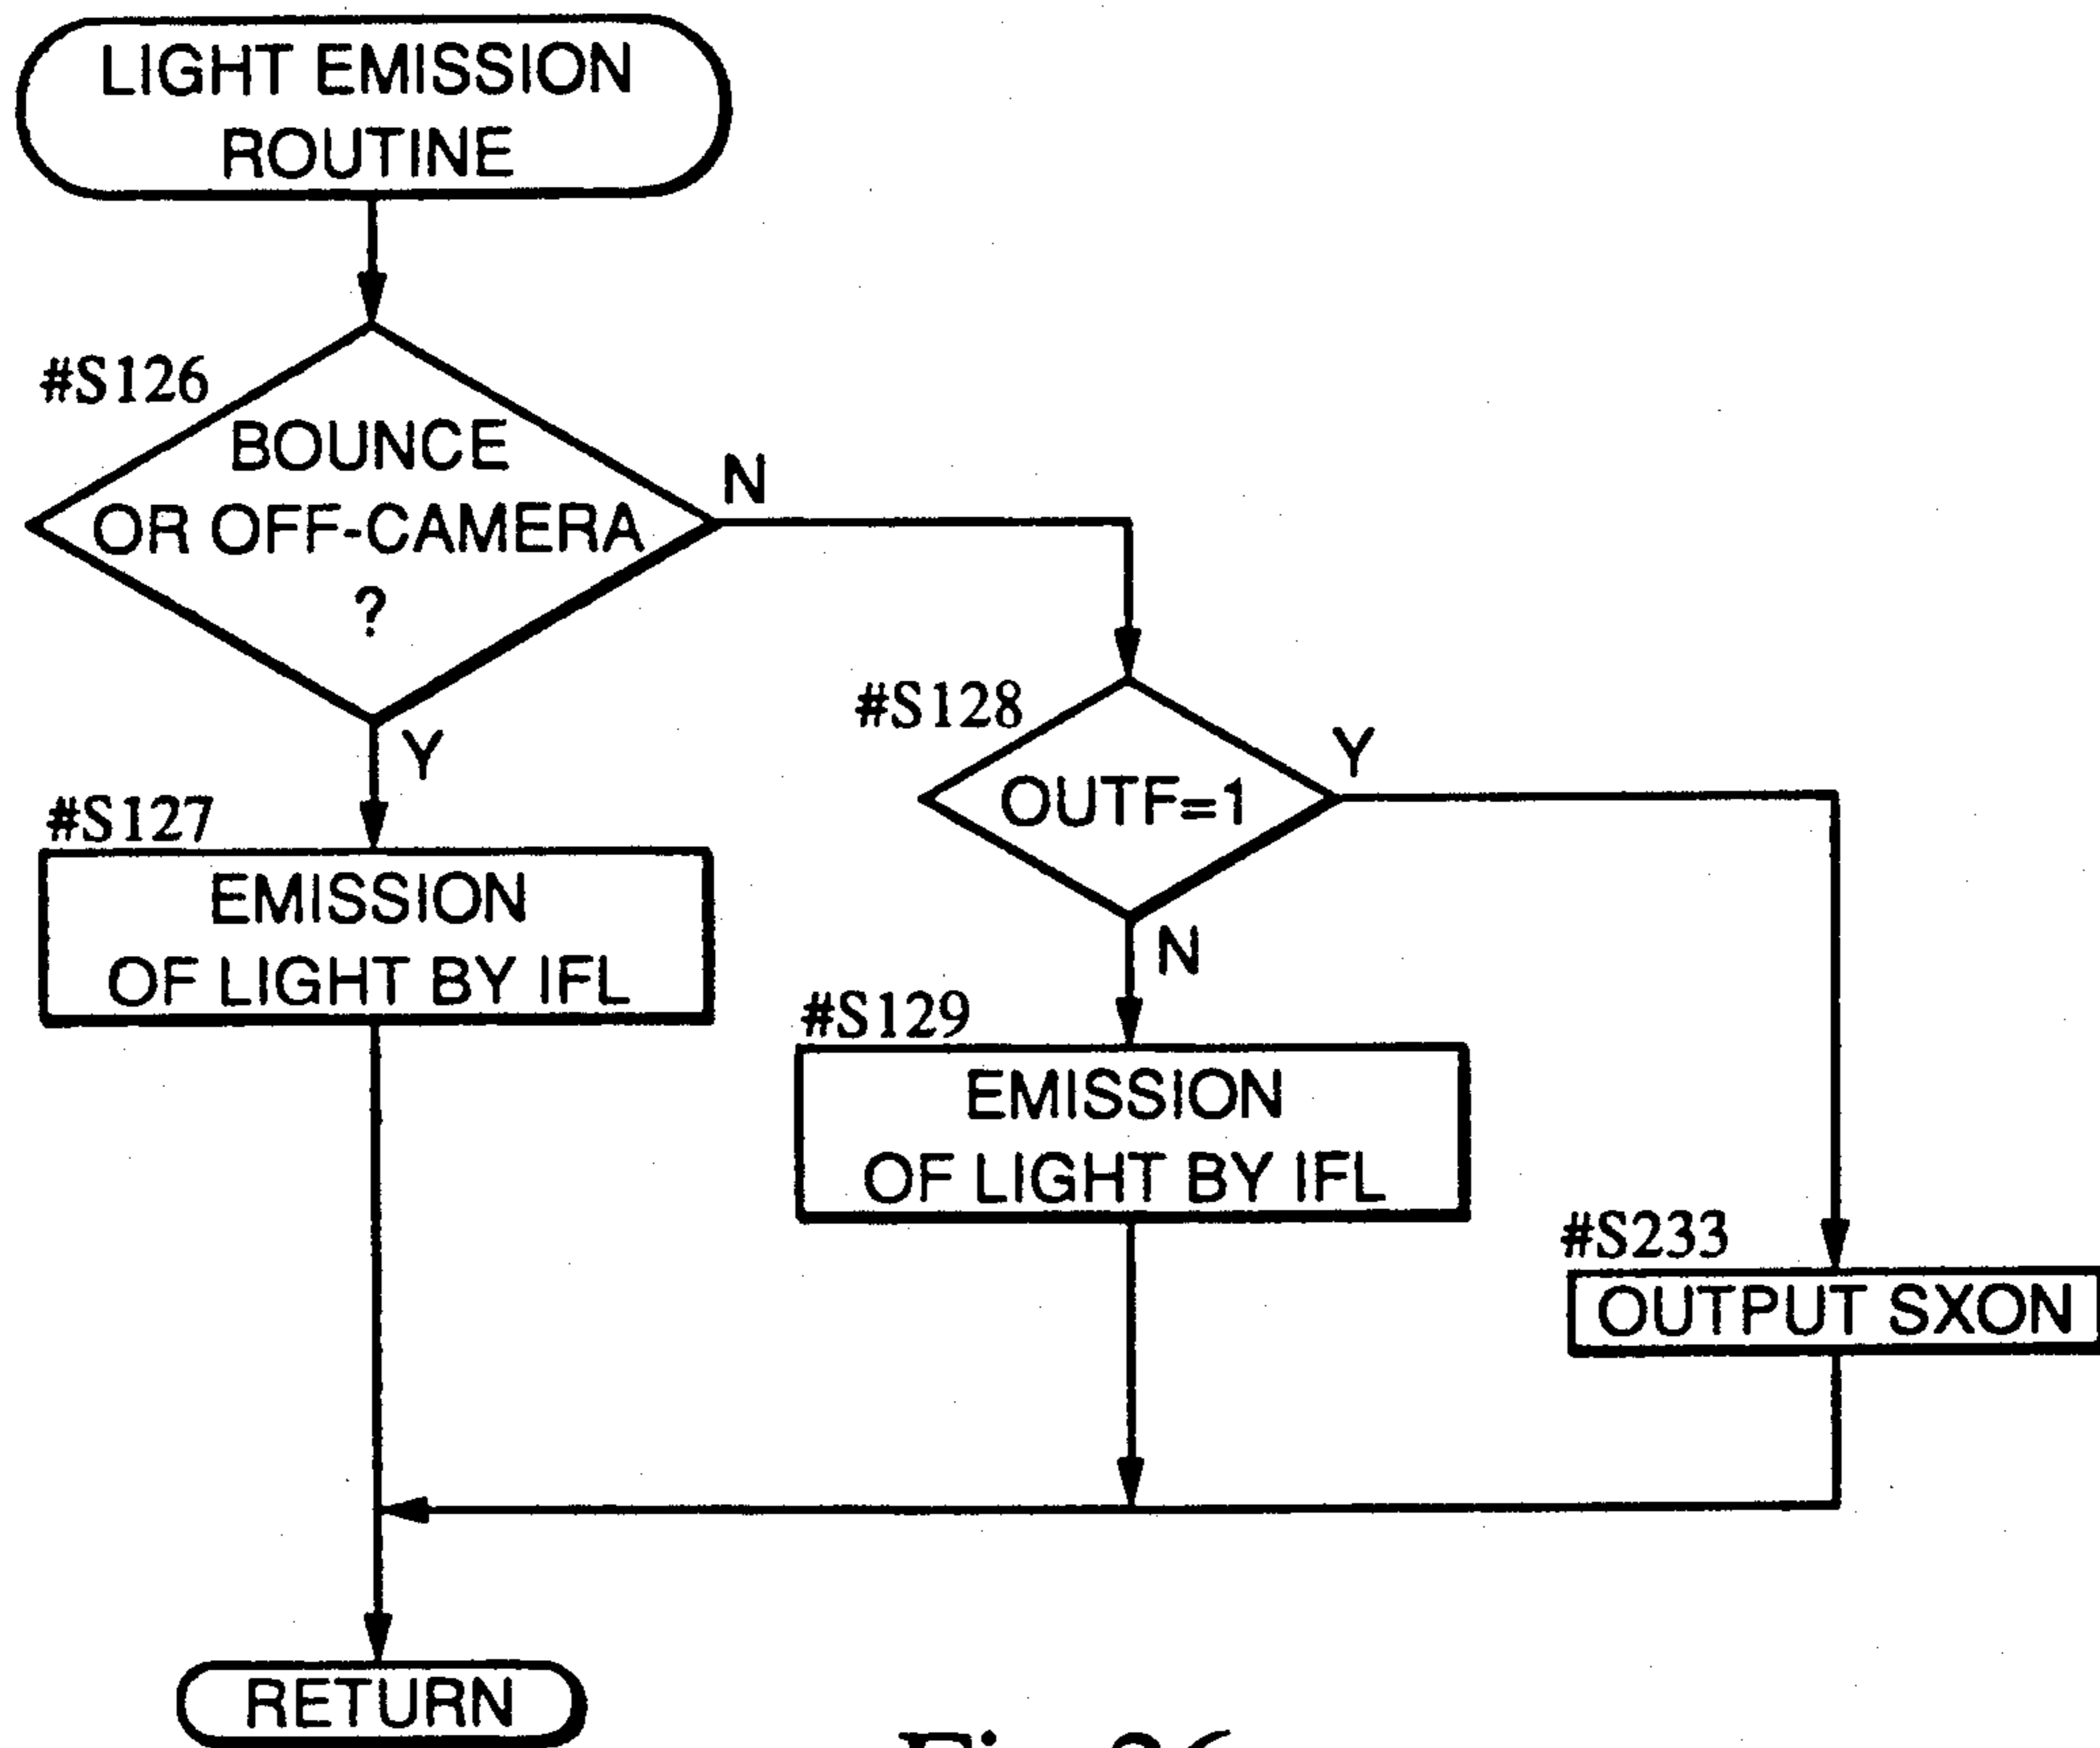 LIGHT EMISSION
ROUTINE
#S126
BOUNCE
OR OFF-CAMERA
?
N
Y
#S127
EMISSION
OF LIGHT BY IFL
#S128
OUTF=1
Y
N
#S129
EMISSION
OF LIGHT BY IFL
#S233
OUTPUT SXON
RETURN